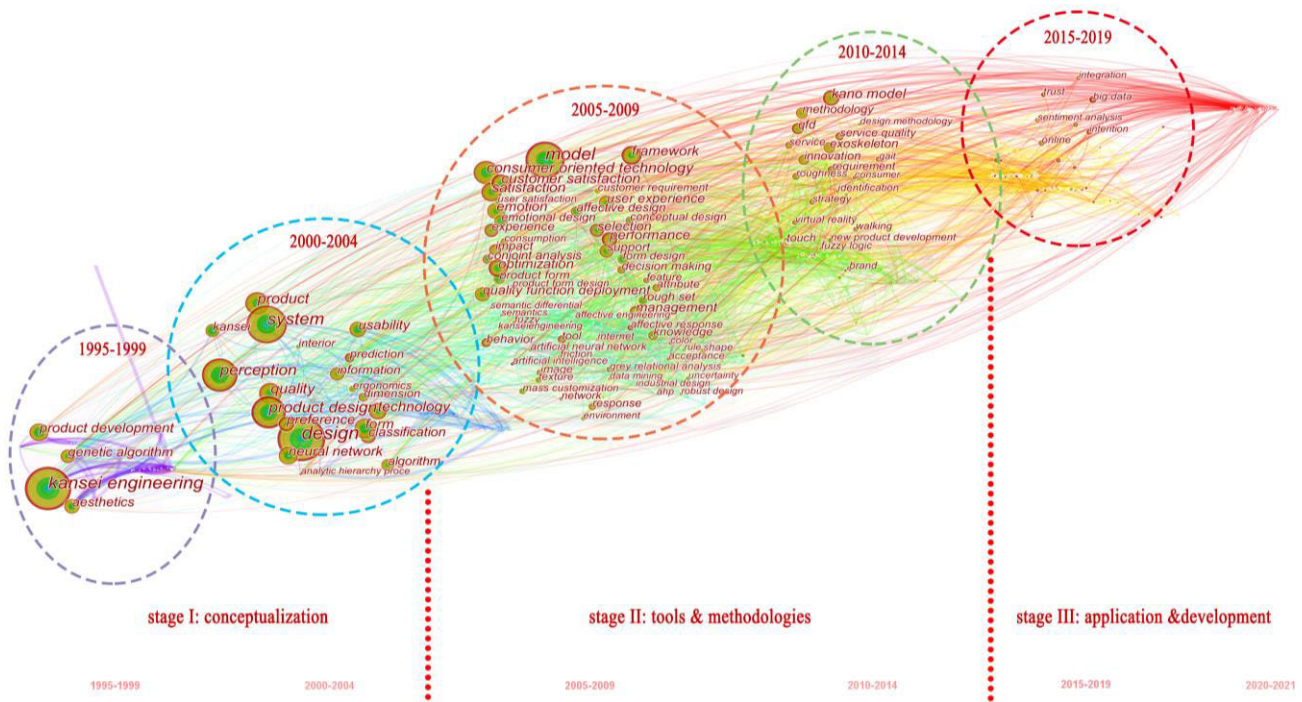 2015-2019
integration
trust
big data
sentiment analysis
intention
online
2010-2014
kano model
methodology
design methodology
qfd
service quality
service
exoskeleton
innovation
gait
requirement
roughness
consumer
identification
strategy
virtual reality
walking
touch
new product development
fuzzy logic
brand
2005-2009
model
framework
consumer oriented technology
customer satisfaction
satisfaction
customer requirement
user satisfaction
user experience
emotion
affective design
emotional design
conceptual design
experience
selection
consumption
performance
impact
support
conjoint analysis
form design
optimization
decision making
product form
feature
product form design
attribute
quality function deployment
rough set
semantic differential
management
semantics
affective engineering
fuzzy
kanseiengineering
affective response
internet
knowledge
behavior
tool
color
artificial neural network
rule
shape
friction
acceptance
artificial intelligence
grey relational analysis
image
data mining
uncertainty
texture
industrial design
mass customization
ahp
robust design
network
response
environment
2000-2004
product
system
kansei
usability
interior
prediction
perception
information
quality
ergonomics
dimension
product design
technology
preference
form
design
classification
neural network
algorithm
analytic hierarchy proce
1995-1999
product development
genetic algorithm
kansei engineering
aesthetics
stage I: conceptualization
stage II: tools & methodologies
stage III: application &development
1995-1999
2000-2004
2005-2009
2010-2014
2015-2019
2020-2021